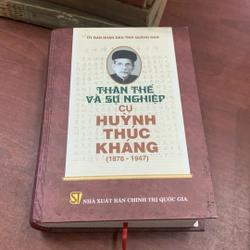 ỦY BAN NHÂN DÂN TỈNH QUẢNG NAM
THÂN THẾ
VÀ SỰ NGHIỆP
CỤ
HUỲNH
THÚC
KHÁNG
(1876 - 1947)
NHÀ XUẤT BẢN CHÍNH TRỊ QUỐC GIA